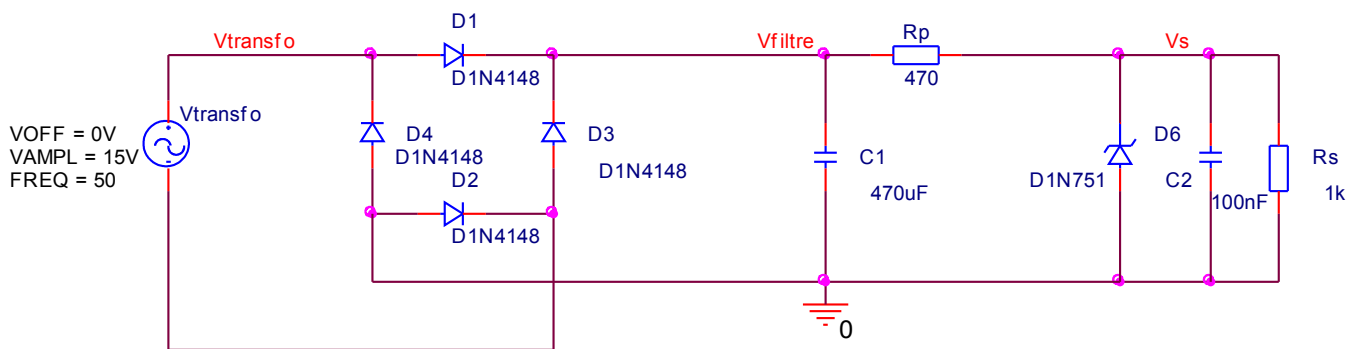 D1
Vtransfo
Vfiltre
Rp
Vs
D1N4148
470
Vtransfo
VOFF = 0V
VAMPL = 15V
FREQ = 50
D4
D1N4148
D3
D1N4148
D2
D1N4148
C1
470uF
D6
D1N751
C2
100nF
Rs
1k
0